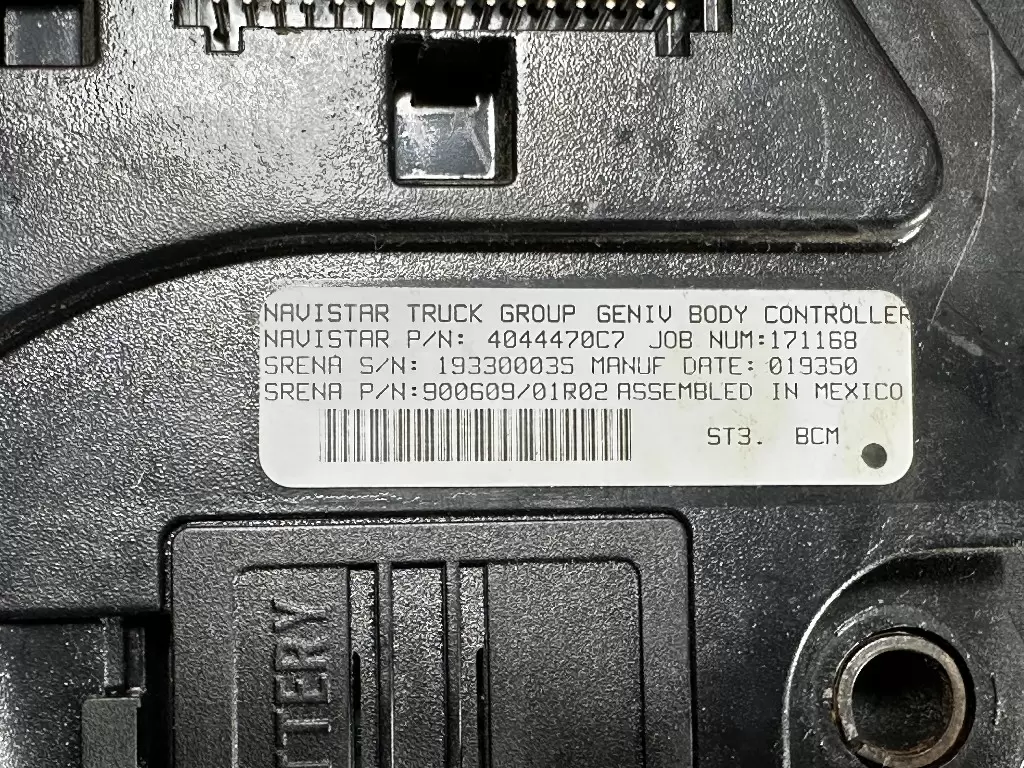 NAVISTAR TRUCK GROUP GENIV BODY CONTROLLER
NAVISTAR P/N: 4044470C7 JOB NUM:171168
SRENA S/N: 193300035 MANUF DATE: 019350
SRENA P/N:900609/01R02 ASSEMBLED IN MEXICO
ST3. BCM
TTERY